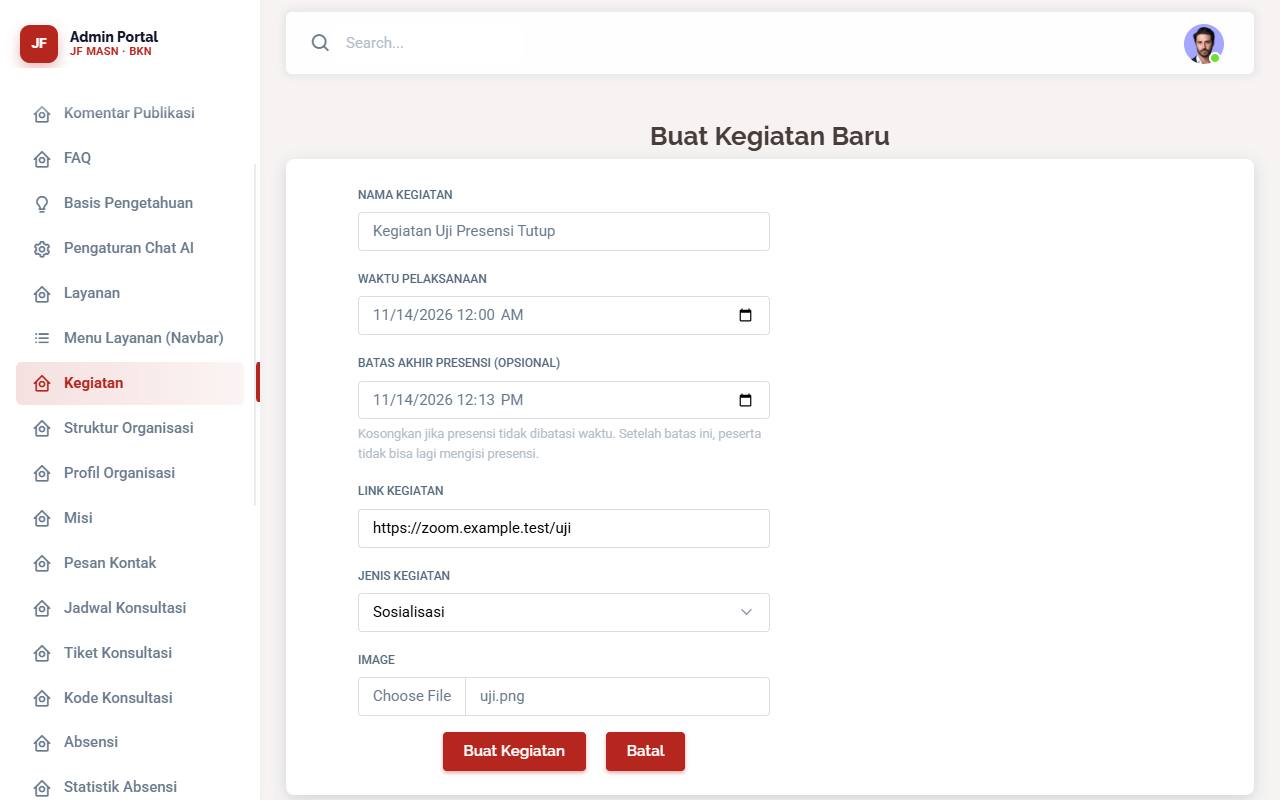 JF
Admin Portal
JF MASN · BKN
Komentar Publikasi
FAQ
Basis Pengetahuan
Pengaturan Chat AI
Layanan
Menu Layanan (Navbar)
Kegiatan
Struktur Organisasi
Profil Organisasi
Misi
Pesan Kontak
Jadwal Konsultasi
Tiket Konsultasi
Kode Konsultasi
Absensi
Statistik Absensi
Search...
Buat Kegiatan Baru
NAMA KEGIATAN
Kegiatan Uji Presensi Tutup
WAKTU PELAKSANAAN
11/14/2026 12:00 AM
BATAS AKHIR PRESENSI (OPSIONAL)
11/14/2026 12:13 PM
Kosongkan jika presensi tidak dibatasi waktu. Setelah batas ini, peserta
tidak bisa lagi mengisi presensi.
LINK KEGIATAN
https://zoom.example.test/uji
JENIS KEGIATAN
Sosialisasi
IMAGE
Choose File uji.png
Buat Kegiatan Batal